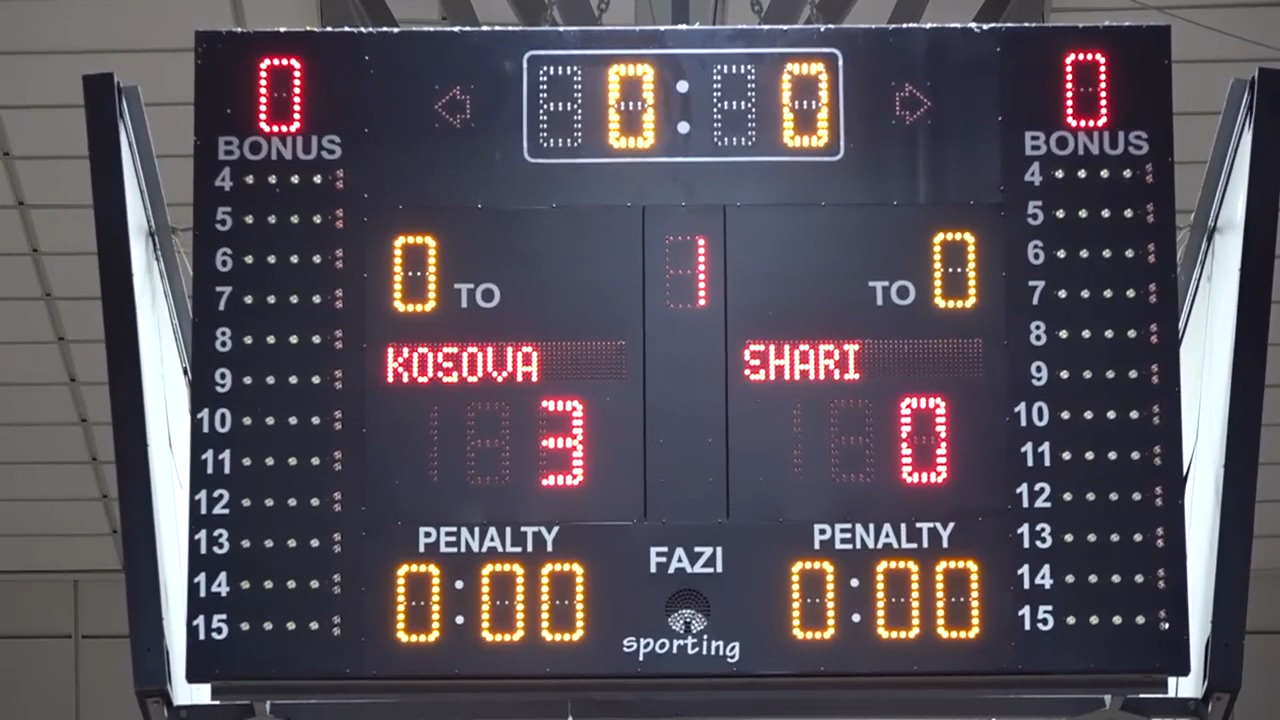 0 0:0 0
BONUS BONUS
4 4
5 5
0 TO 1 TO 0
6 6
7 7
8 8
KOSOVA SHARI
9 9
3 0
10 10
11 11
12 12
PENALTY PENALTY
13 13
FAZI
14 14
0:00 0:00
15 15
sporting